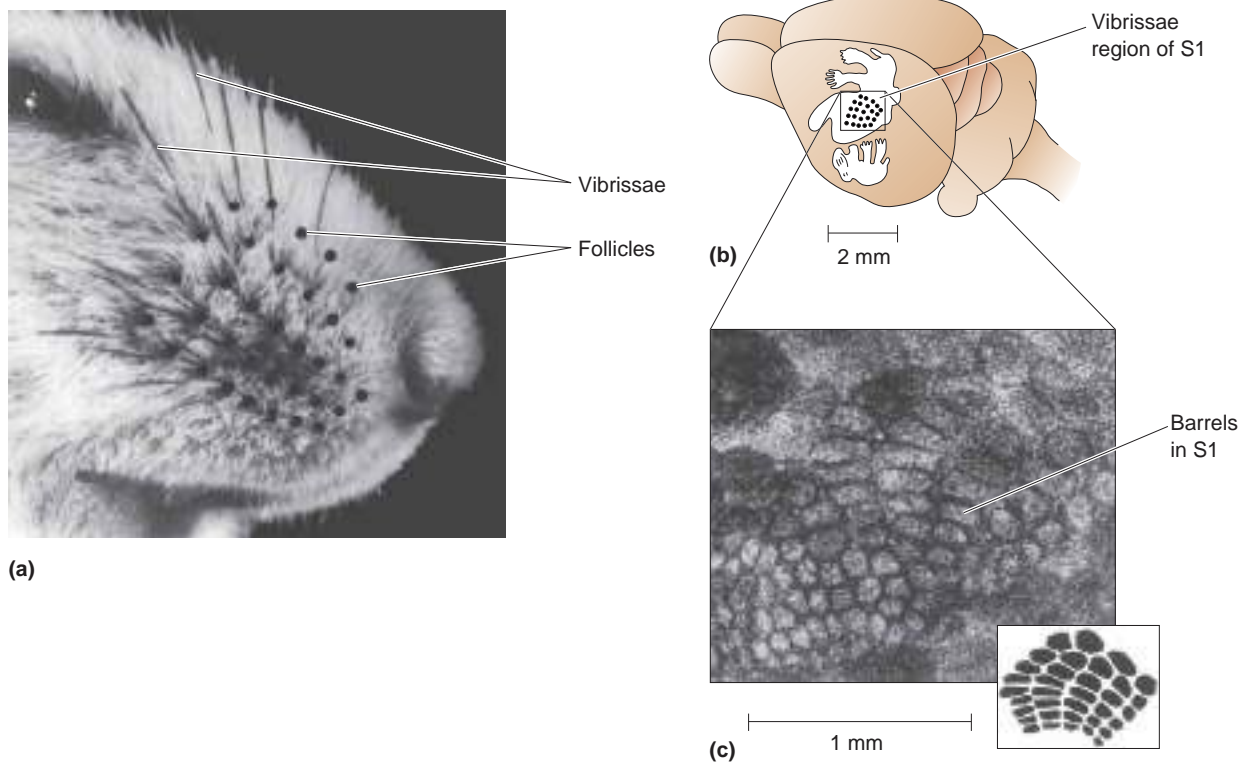 Vibrissae
Follicles
(a)
Vibrissae
region of S1
(b)
2 mm
Barrels
in S1
(c)
1 mm